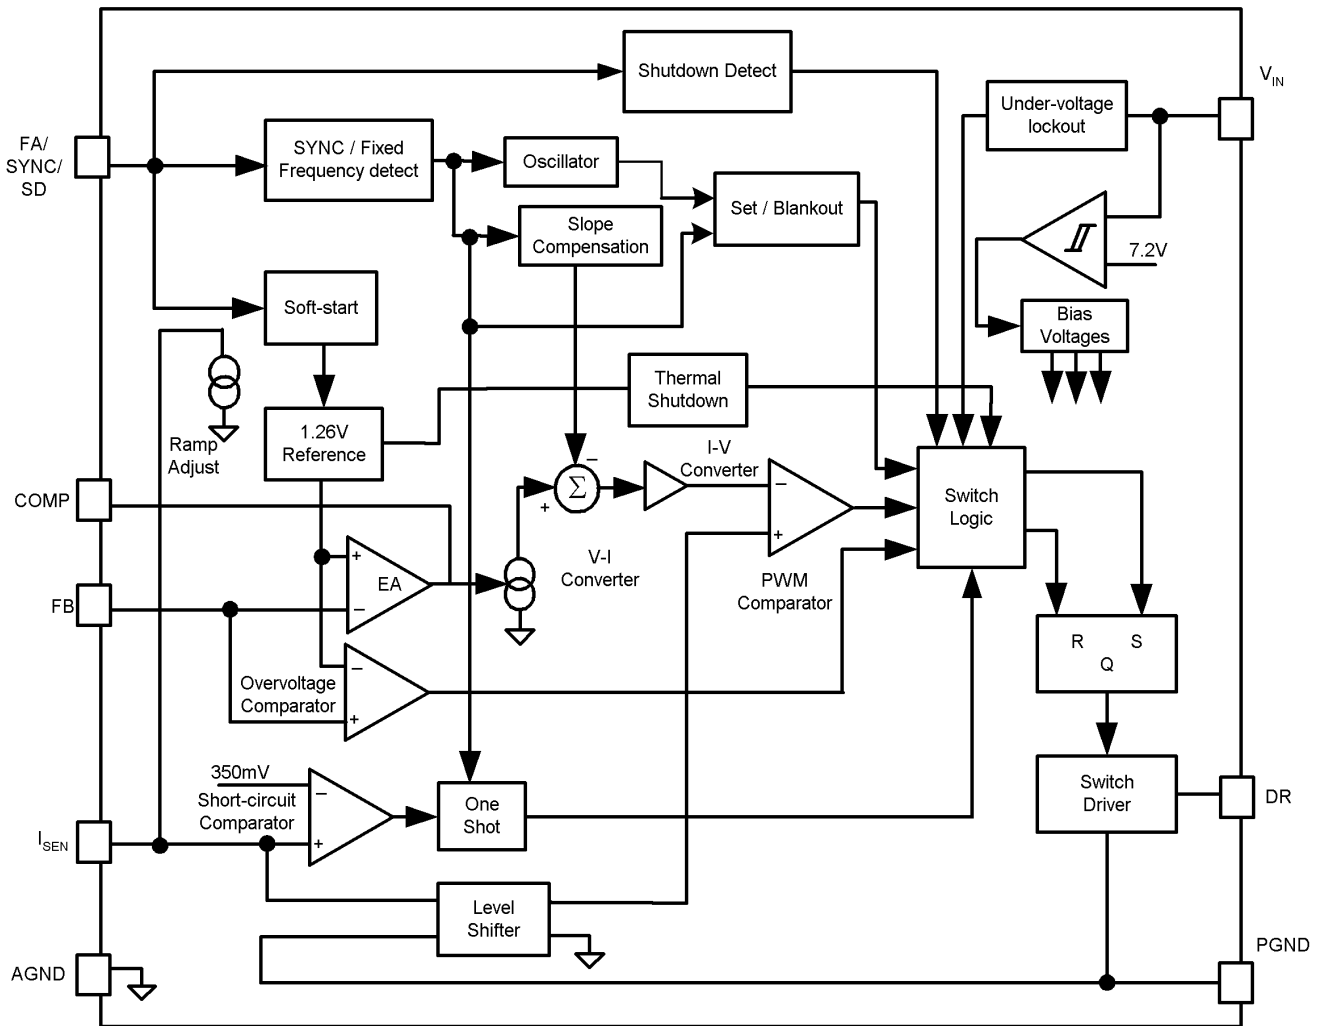 Shutdown Detect
V_IN
Under-voltage
lockout
FA/
SYNC/
SD
SYNC / Fixed
Frequency detect
Oscillator
Set / Blankout
Slope
Compensation
7.2V
Soft-start
Bias
Voltages
Thermal
Shutdown
1.26V
Reference
Ramp
Adjust
I-V
Converter
−
Σ
+
−
+
COMP
Switch
Logic
+
EA
−
V-I
Converter
PWM
Comparator
FB
R S
Q
−
Overvoltage
Comparator
+
350mV
−
Short-circuit
Comparator
+
One
Shot
Switch
Driver
DR
I_SEN
Level
Shifter
PGND
AGND